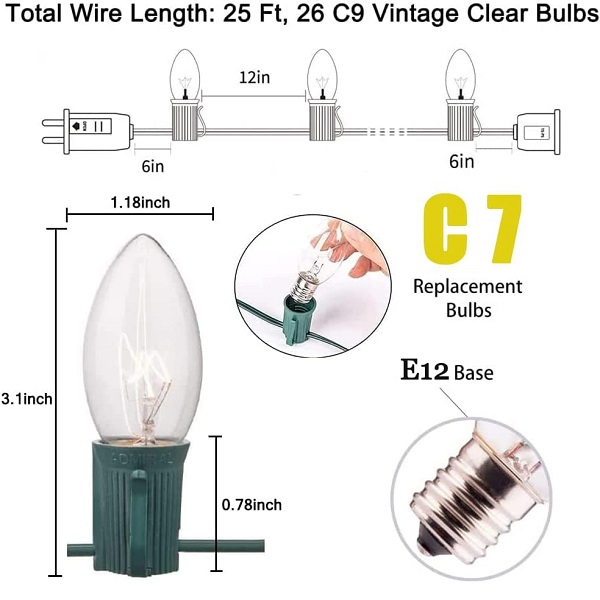 Total Wire Length: 25 Ft, 26 C9 Vintage Clear Bulbs
12in
6in
6in
1.18inch
C7
Replacement
Bulbs
E12 Base
3.1inch
0.78inch